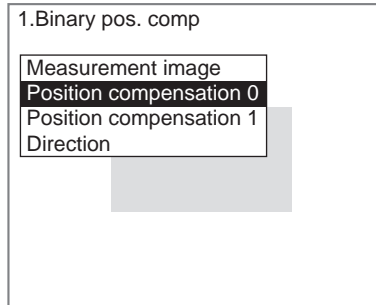 1.Binary pos. comp
Measurement image
Position compensation 0
Position compensation 1
Direction